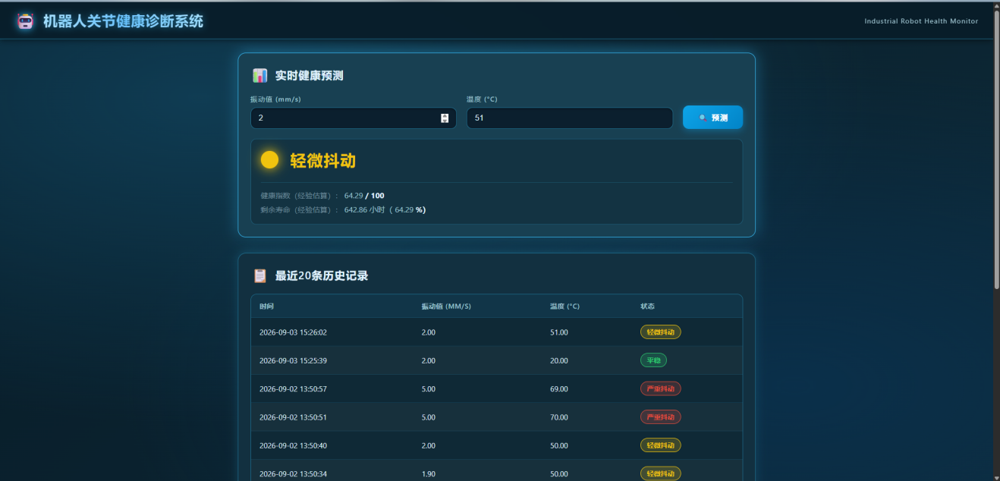 机器人关节健康诊断系统
Industrial Robot Health Monitor
实时健康预测
振动值 (mm/s) 温度 (°C)
2 51 预测
轻微抖动
健康指数（经验估算）： 64.29 / 100
剩余寿命（经验估算）： 642.86 小时（ 64.29 %)
最近20条历史记录
时间 振动值 (MM/S) 温度 (°C) 状态
2026-09-03 15:26:02 2.00 51.00 轻微抖动
2026-09-03 15:25:39 2.00 20.00 平稳
2026-09-02 13:50:57 5.00 69.00 严重抖动
2026-09-02 13:50:51 5.00 70.00 严重抖动
2026-09-02 13:50:40 2.00 50.00 轻微抖动
2026-09-02 13:50:34 1.90 50.00 轻微抖动